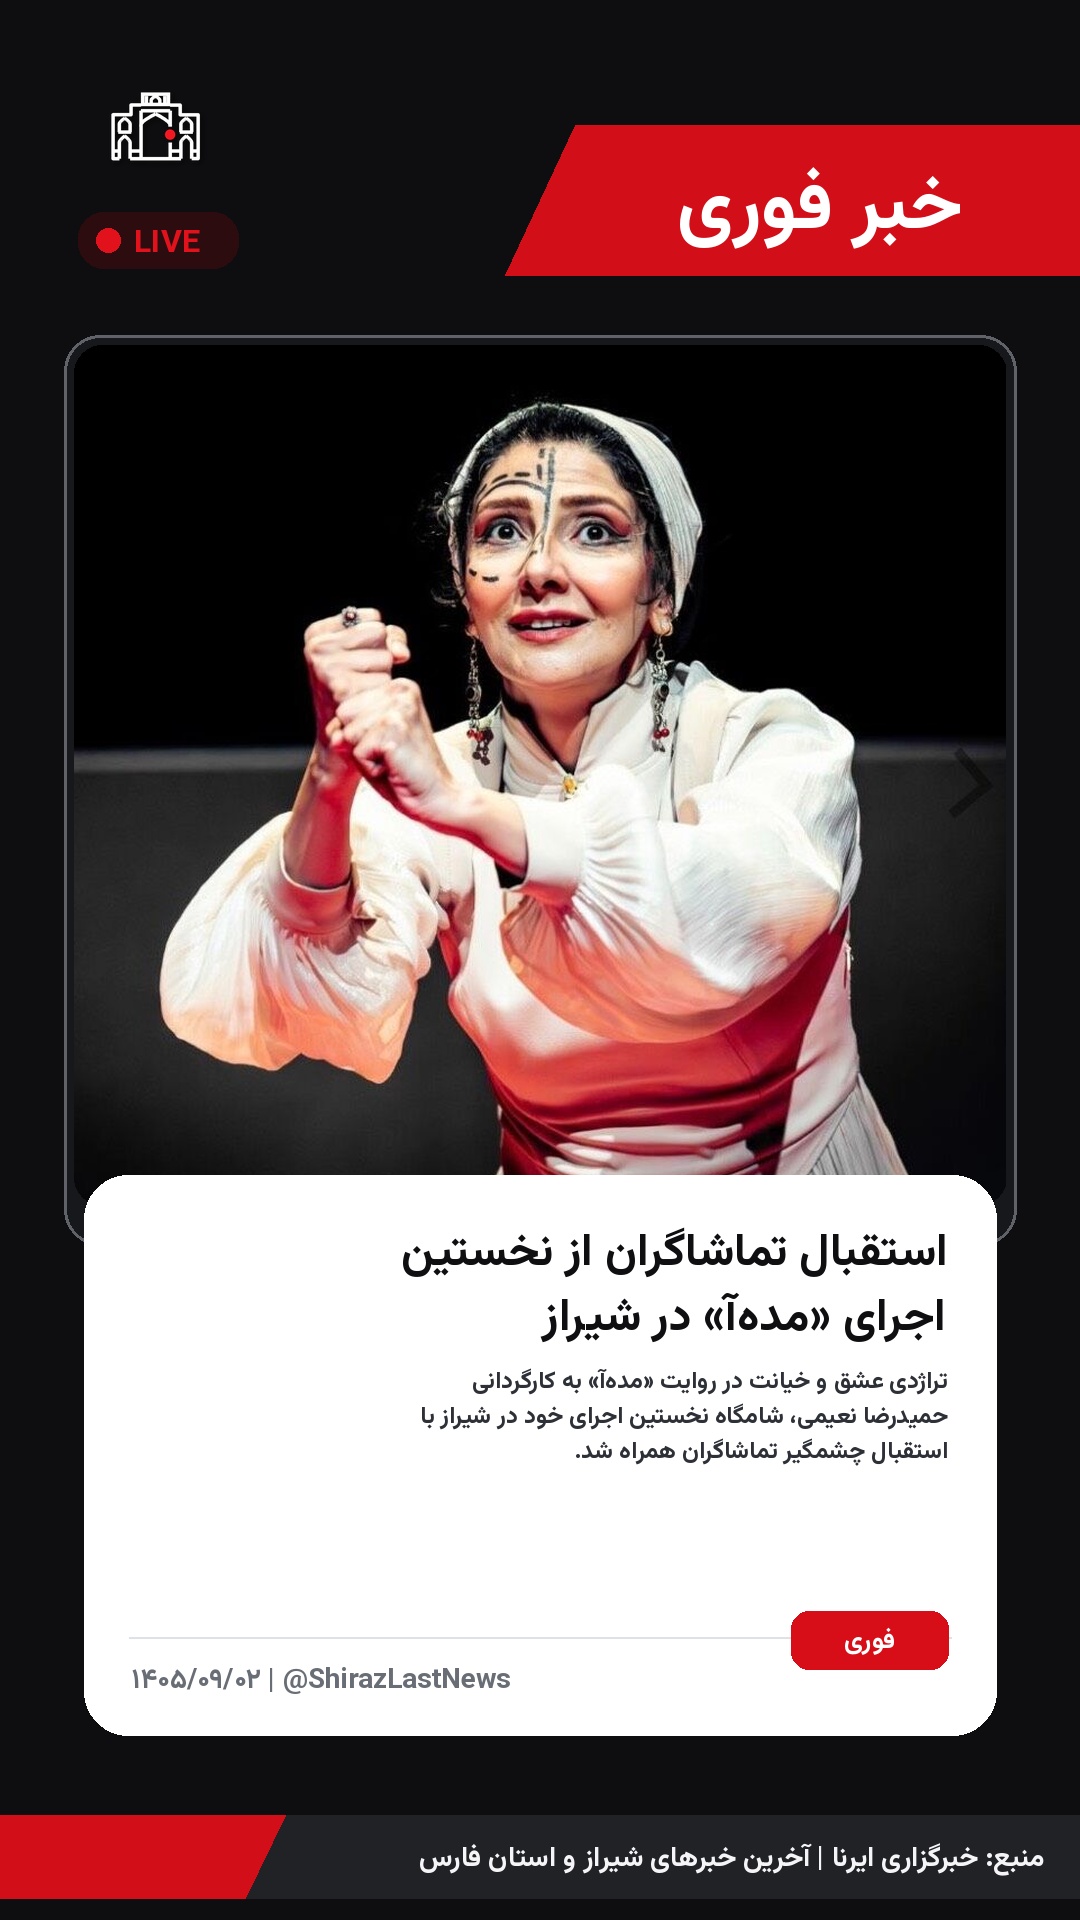 خبر فوری
LIVE
استقبال تماشاگران از نخستین
اجرای «مده‌آ» در شیراز
تراژدی عشق و خیانت در روایت «مده‌آ» به کارگردانی
حمیدرضا نعیمی، شامگاه نخستین اجرای خود در شیراز با
استقبال چشمگیر تماشاگران همراه شد.
فوری
۱۴۰۵/۰۹/۰۲ | @ShirazLastNews
منبع: خبرگزاری ایرنا | آخرین خبرهای شیراز و استان فارس